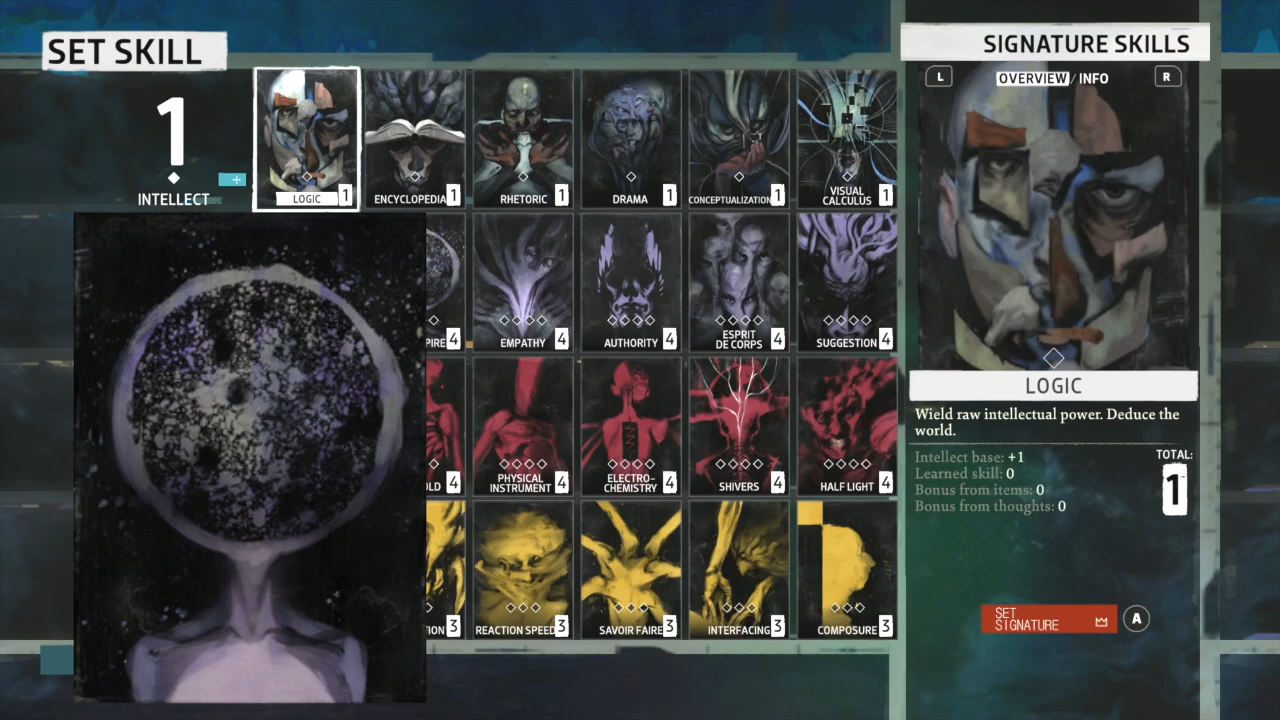 SET SKILL
SIGNATURE SKILLS
L
OVERVIEW / INFO
R
1
INTELLECT
+
LOGIC 1
ENCYCLOPEDIA 1
RHETORIC 1
DRAMA 1
CONCEPTUALIZATION 1
VISUAL
CALCULUS 1
PIRE 4
EMPATHY 4
AUTHORITY 4
ESPRIT
DE CORPS 4
SUGGESTION 4
OLD 4
PHYSICAL
INSTRUMENT 4
ELECTRO-
CHEMISTRY 4
SHIVERS 4
HALF LIGHT 4
ION 3
REACTION SPEED 3
SAVOIR FAIRE 3
INTERFACING 3
COMPOSURE 3
LOGIC
Wield raw intellectual power. Deduce the
world.
Intellect base: +1
Learned skill: 0
Bonus from items: 0
Bonus from thoughts: 0
TOTAL:
1
SET
SIGNATURE
A